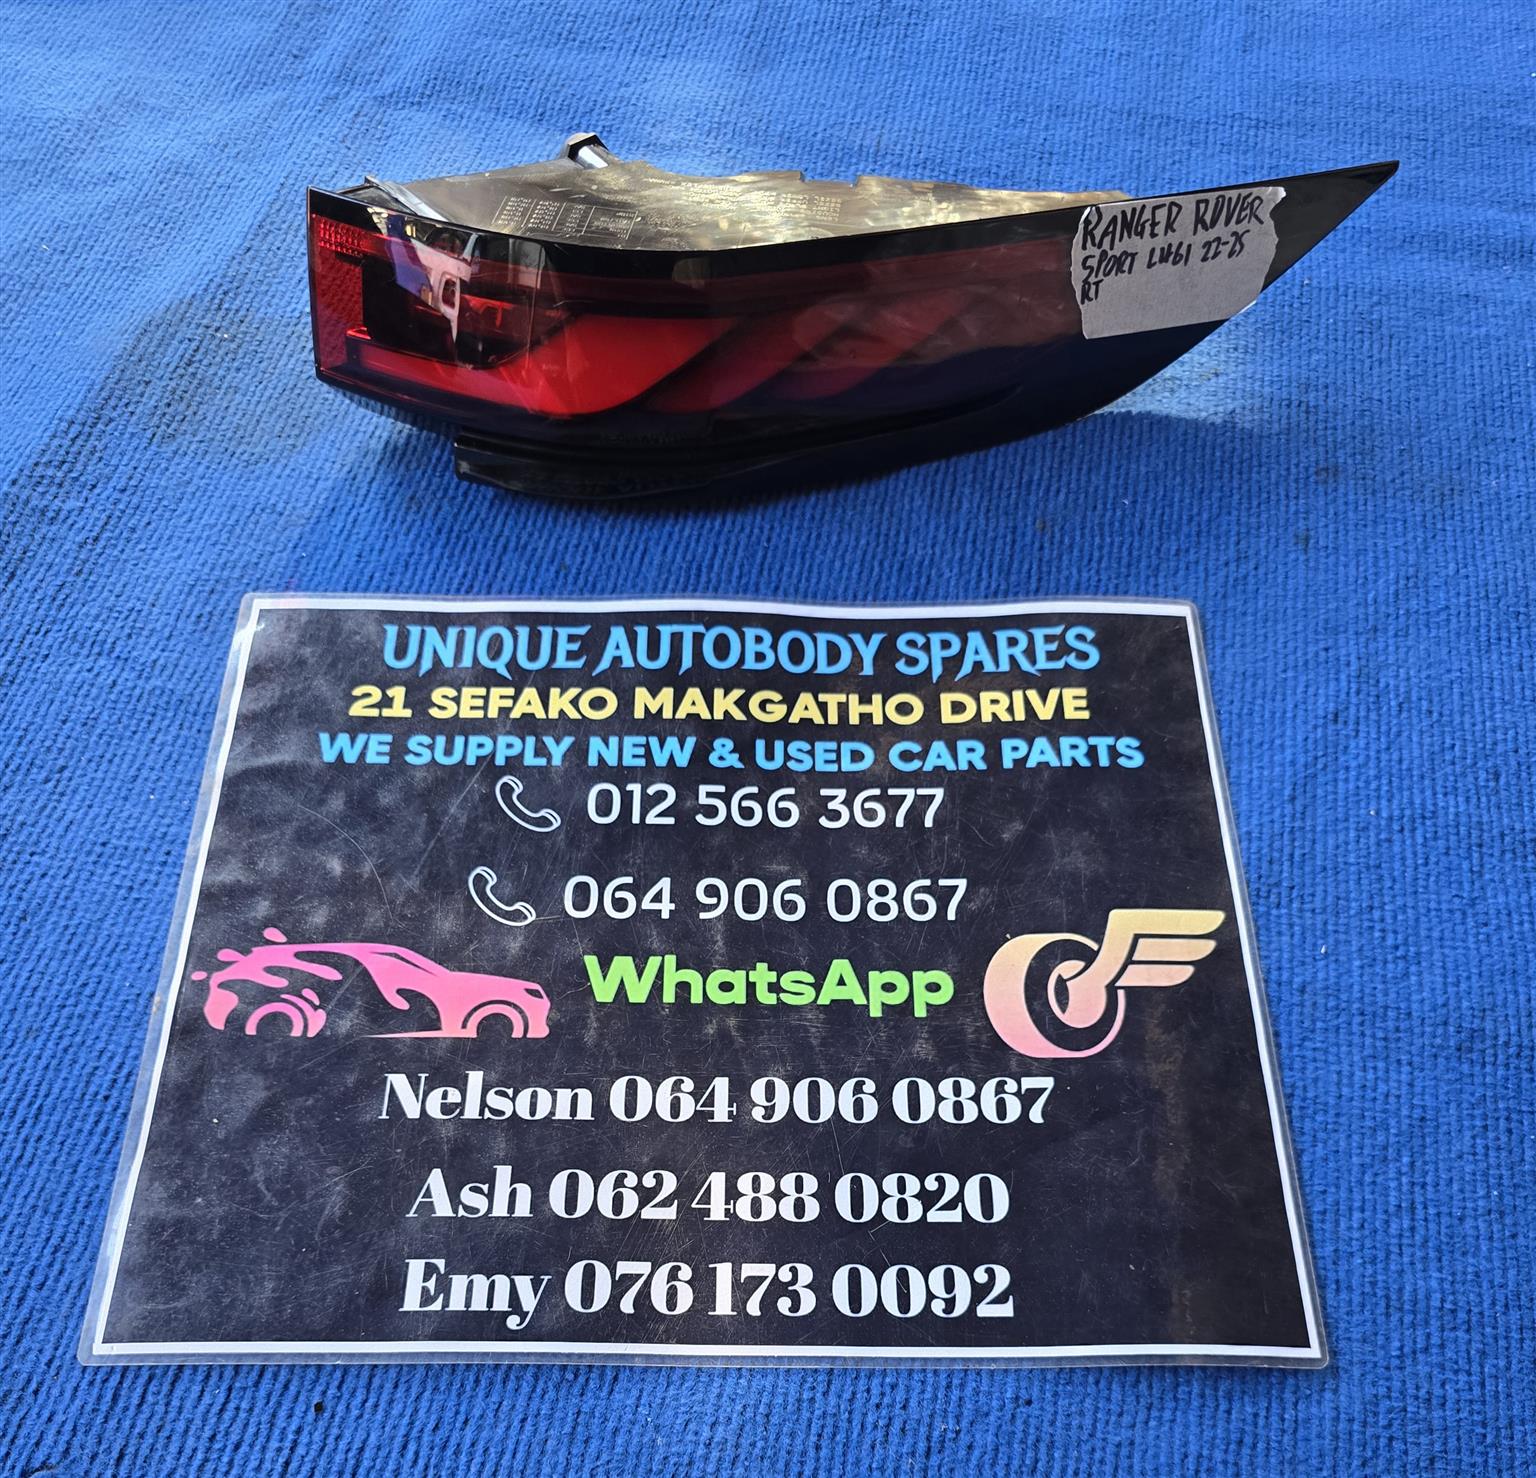 RANGER ROVER
SPORT LW61 22-25
RT
UNIQUE AUTOBODY SPARES
21 SEFAKO MAKGATHO DRIVE
WE SUPPLY NEW & USED CAR PARTS
012 566 3677
064 906 0867
WhatsApp
Nelson 064 906 0867
Ash 062 488 0820
Emy 076 173 0092